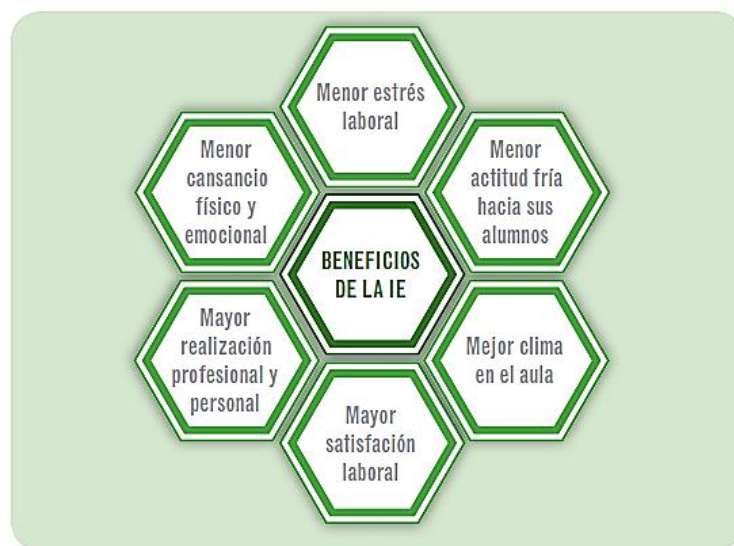 Menor estrés
laboral
Menor
cansancio
físico y
emocional
Menor
actitud fría
hacia sus
alumnos
BENEFICIOS
DE LA IE
Mayor
realización
profesional y
personal
Mejor clima
en el aula
Mayor
satisfación
laboral